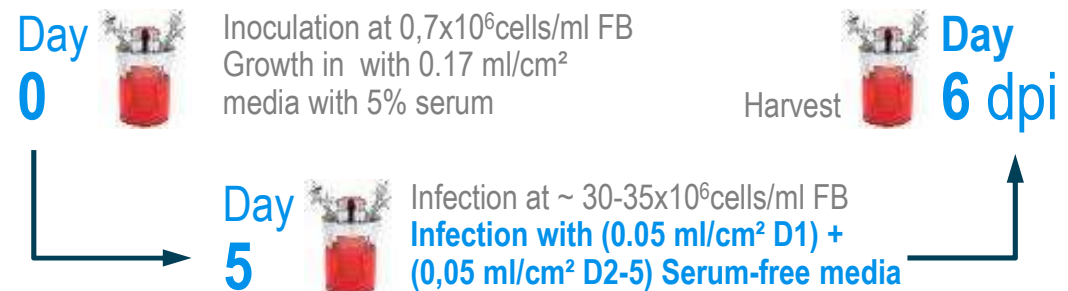 Day
0
Inoculation at 0,7x10⁶cells/ml FB
Growth in with 0.17 ml/cm²
media with 5% serum
Harvest
Day
6 dpi
Day
5
Infection at ~ 30-35x10⁶cells/ml FB
Infection with (0.05 ml/cm² D1) +
(0,05 ml/cm² D2-5) Serum-free media